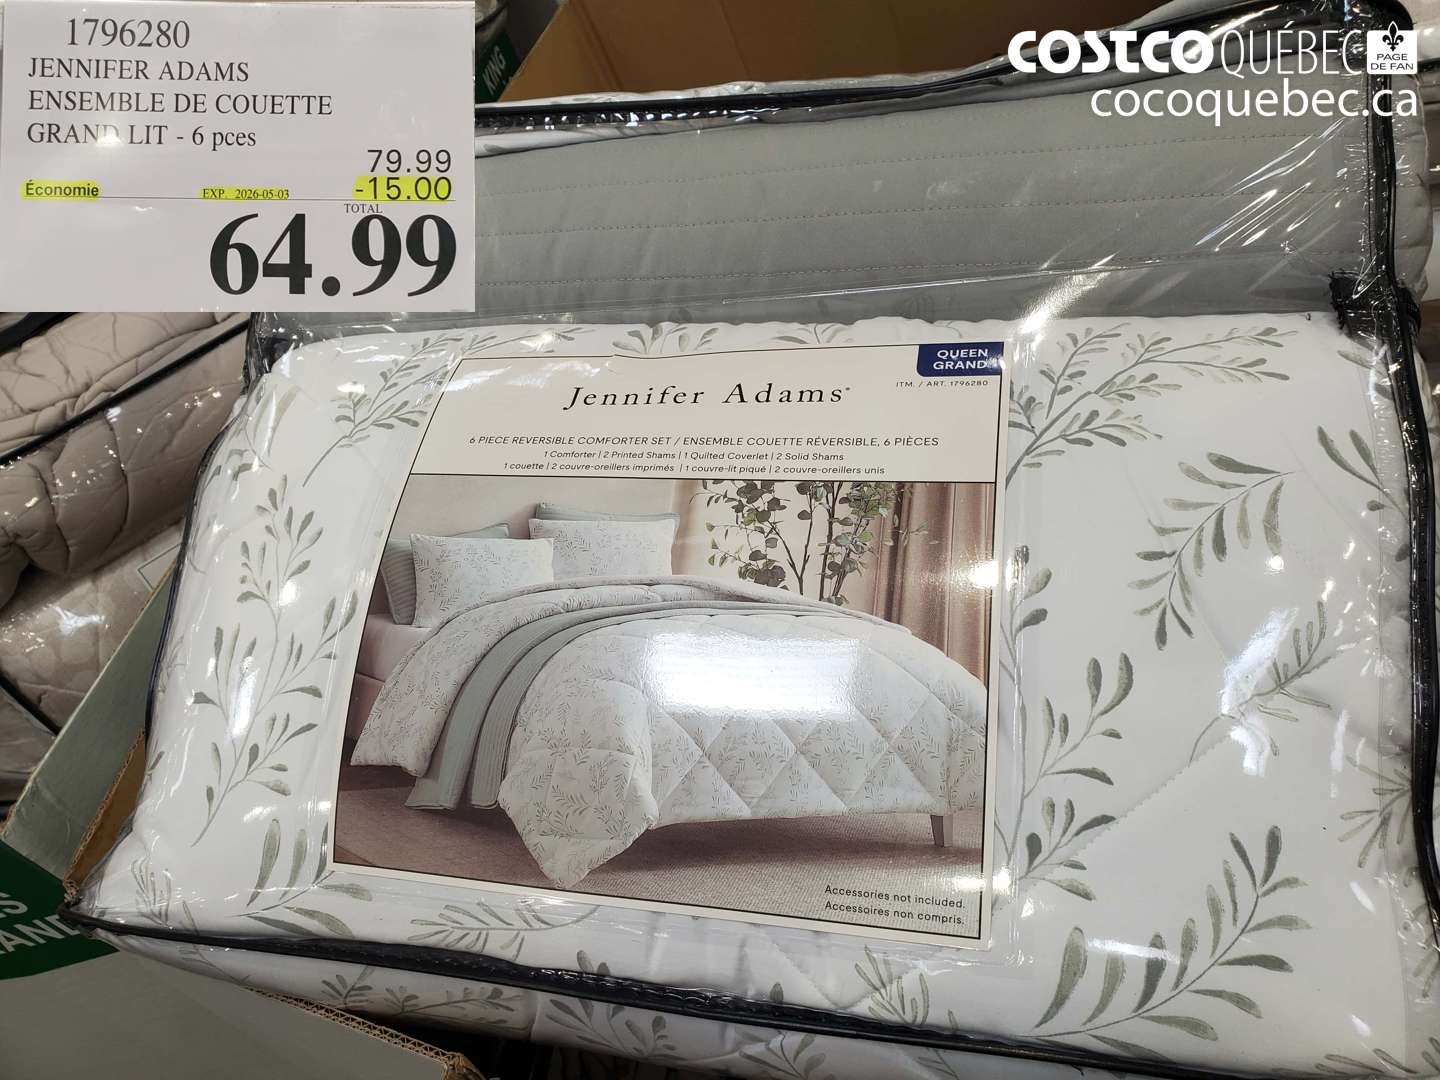 1796280
JENNIFER ADAMS
ENSEMBLE DE COUETTE
GRAND LIT - 6 pces
79.99
Économie EXP. 2026-05-03 -15.00
TOTAL
64.99
COSTCO QUÉBEC PAGE DE FAN
cocoquebec.ca
KING
QUEEN
GRAND
ITM. / ART. 1796280
Jennifer Adams®
6 PIECE REVERSIBLE COMFORTER SET / ENSEMBLE COUETTE RÉVERSIBLE, 6 PIÈCES
1 Comforter | 2 Printed Shams | 1 Quilted Coverlet | 2 Solid Shams
1 couette | 2 couvre-oreillers imprimés | 1 couvre-lit piqué | 2 couvre-oreillers unis
Accessories not included.
Accessoires non compris.